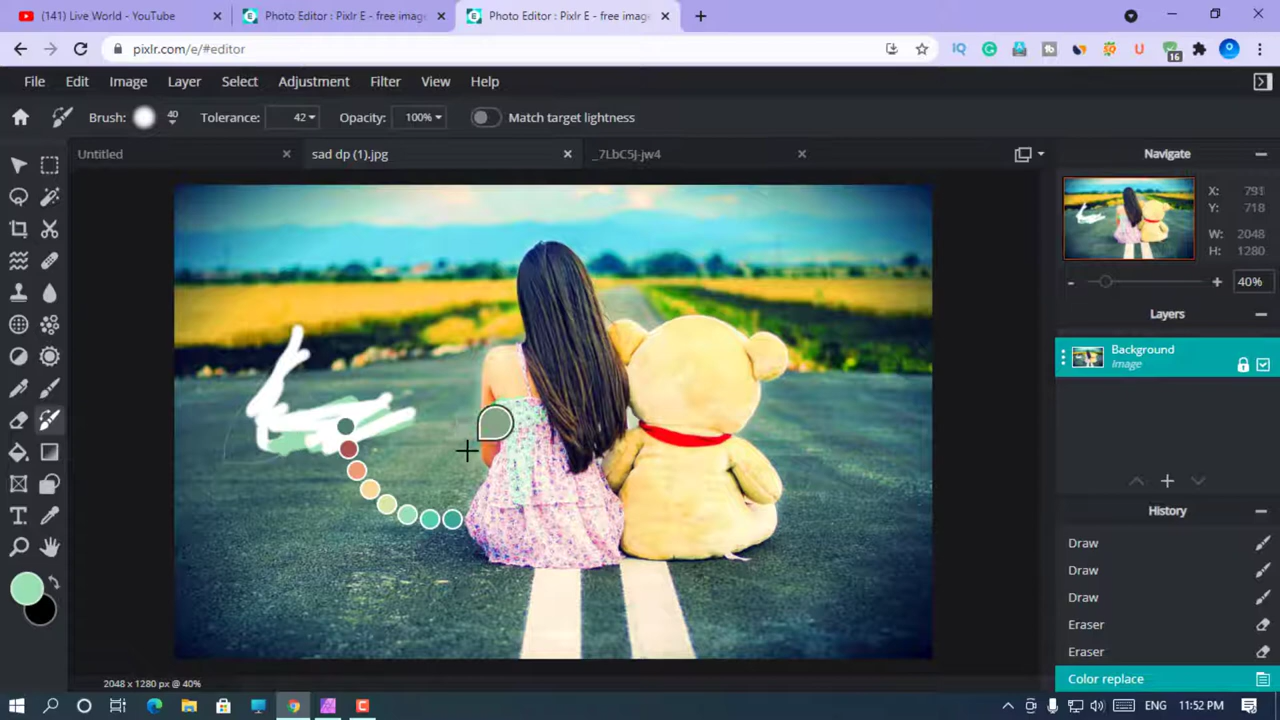 (141) Live World - YouTube
Photo Editor : Pixlr E - free image
Photo Editor : Pixlr E - free image
pixlr.com/e/#editor
16
File Edit Image Layer Select Adjustment Filter View Help
Brush: 40 Tolerance: 42 Opacity: 100% Match target lightness
Untitled
sad dp (1).jpg
_7LbC5J-jw4
Navigate
X: 791
Y: 718
W: 2048
H: 1280
40%
Layers
Background
Image
History
Draw
Draw
Draw
Eraser
Eraser
Color replace
2048 x 1280 px @ 40%
ENG 11:52 PM